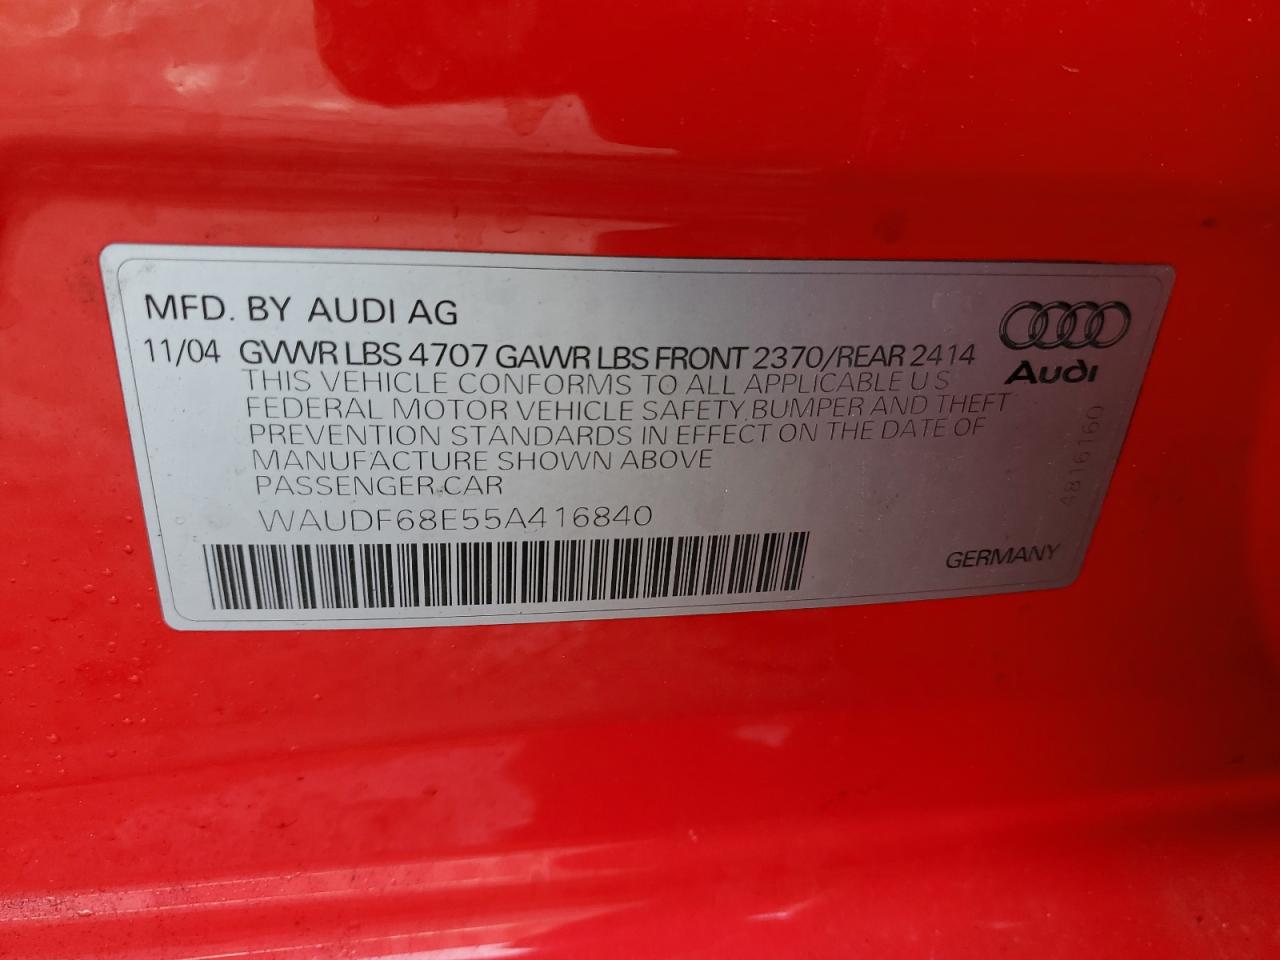 MFD. BY AUDI AG
11/04 GVWR LBS 4707 GAWR LBS FRONT 2370/REAR 2414
THIS VEHICLE CONFORMS TO ALL APPLICABLE U S
FEDERAL MOTOR VEHICLE SAFETY, BUMPER AND THEFT
PREVENTION STANDARDS IN EFFECT ON THE DATE OF
MANUFACTURE SHOWN ABOVE
PASSENGER CAR
WAUDF68E55A416840
Audi
4816160
GERMANY